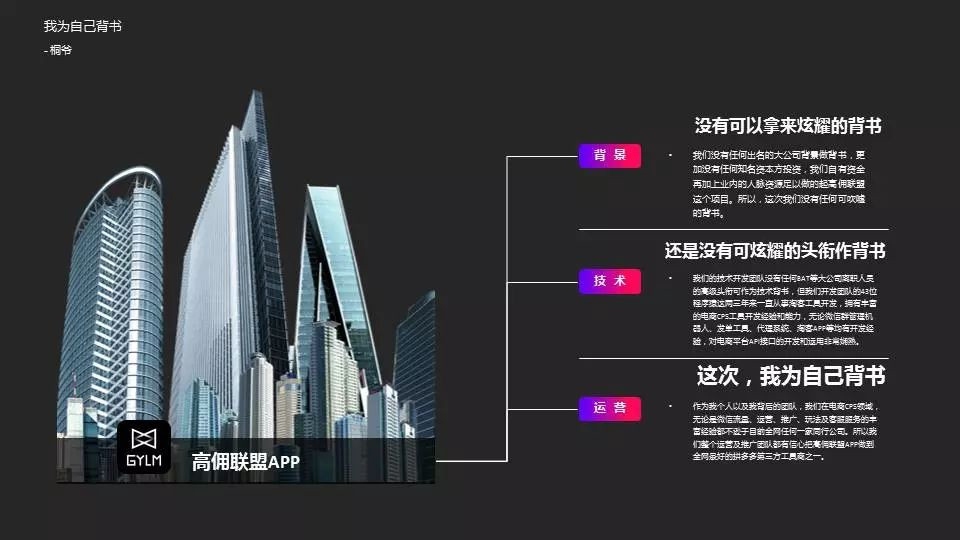 我为自己背书
- 桐爷
没有可以拿来炫耀的背书
背 景
• 我们没有任何出名的大公司背景做背书，更
加没有任何知名资本方投资，我们自有资金
再加上业内的人脉资源足以做的起高佣联盟
这个项目。所以，这次我们没有任何可吹嘘
的背书。
还是没有可炫耀的头衔作背书
技 术
• 我们的技术开发团队没有任何BAT等大公司离职人员
的高级头衔可作为技术背书，但我们开发团队的43位
程序猿这两三年来一直从事淘客工具开发，拥有丰富
的电商CPS工具开发经验和能力，无论微信群管理机
器人、发单工具、代理系统、淘客APP等均有开发经
验，对电商平台API接口的开发和运用非常娴熟。
这次，我为自己背书
运 营
• 作为我个人以及我背后的团队，我们在电商CPS领域，
无论是微信流量、运营、推广、玩法及客服服务的丰
富经验都不逊于目前全网任何一家同行公司。所以我
们整个运营及推广团队都有信心把高佣联盟APP做到
全网最好的拼多多第三方工具商之一。
GYLM
高佣联盟APP